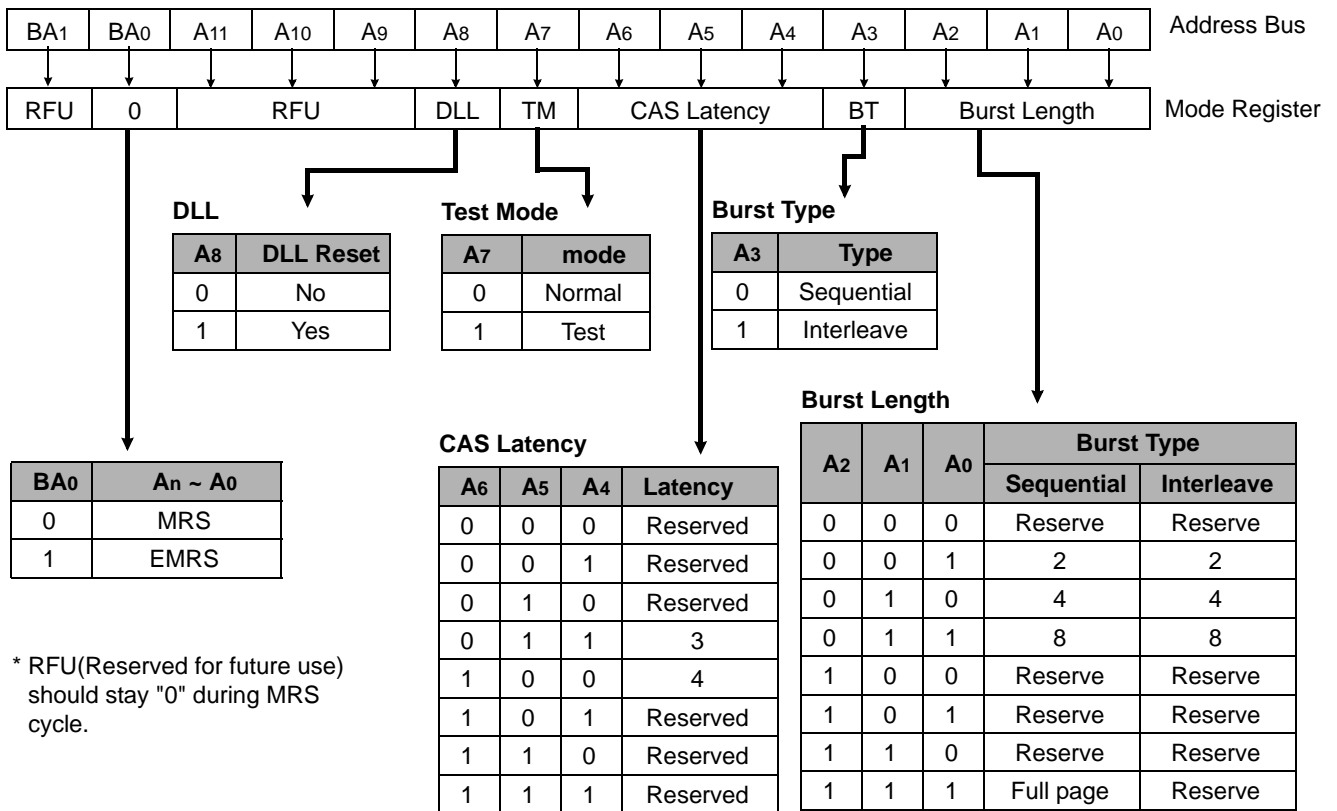 BA1 BA0 A11 A10 A9 A8 A7 A6 A5 A4 A3 A2 A1 A0 Address Bus
RFU 0 RFU DLL TM CAS Latency BT Burst Length Mode Register
DLL
A8 DLL Reset
0 No
1 Yes
Test Mode
A7 mode
0 Normal
1 Test
Burst Type
A3 Type
0 Sequential
1 Interleave
BA0 An ~ A0
0 MRS
1 EMRS
* RFU(Reserved for future use)
should stay "0" during MRS
cycle.
CAS Latency
A6 A5 A4 Latency
0 0 0 Reserved
0 0 1 Reserved
0 1 0 Reserved
0 1 1 3
1 0 0 4
1 0 1 Reserved
1 1 0 Reserved
1 1 1 Reserved
Burst Length
A2 A1 A0 Burst Type
Sequential Interleave
0 0 0 Reserve Reserve
0 0 1 2 2
0 1 0 4 4
0 1 1 8 8
1 0 0 Reserve Reserve
1 0 1 Reserve Reserve
1 1 0 Reserve Reserve
1 1 1 Full page Reserve